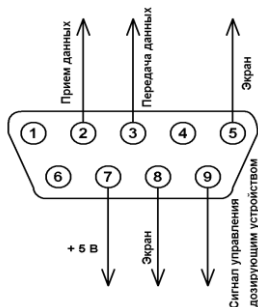 Прием данных
Передача данных
Экран
1 2 3 4 5
6 7 8 9
+ 5 В
Экран
Сигнал управления
дозирующим устройством